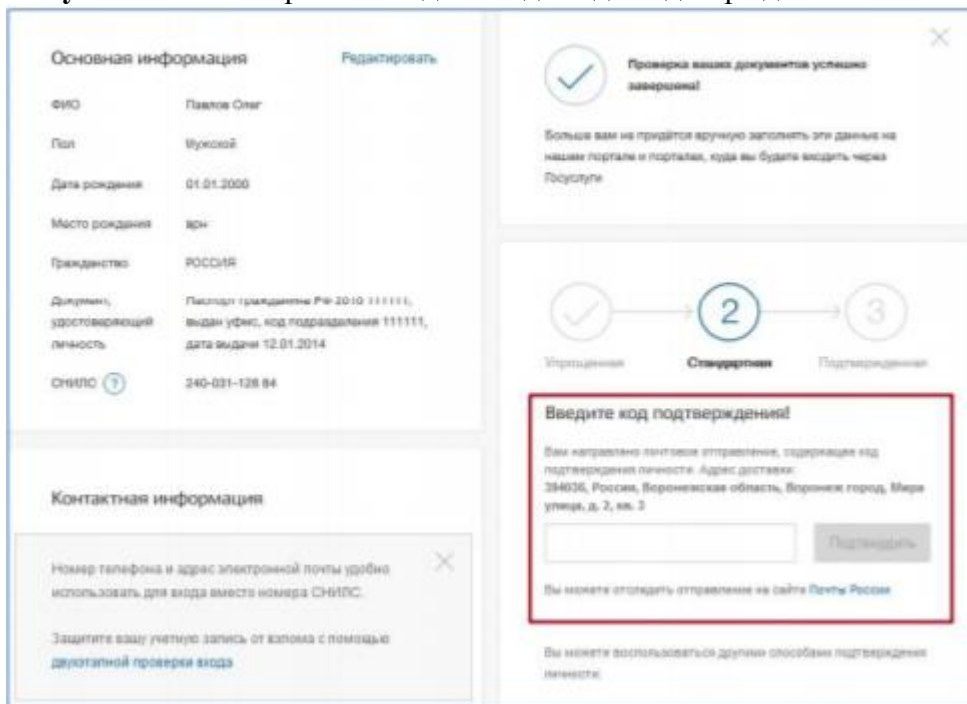 Основная информация
Редактировать
ФИО
Павлов Олег
Пол
Мужской
Дата рождения
01.01.2000
Место рождения
врн
Гражданство
РОССИЯ
Документ,
удостоверяющий
личность
Паспорт гражданина РФ 2010 111111,
выдан уфмс, код подразделения 111111,
дата выдачи 12.01.2014
СНИЛС ?
240-031-128 84
Контактная информация
Номер телефона и адрес электронной почты удобно
использовать для входа вместо номера СНИЛС.
Защитите вашу учетную запись от взлома с помощью
двухэтапной проверки входа
Проверка ваших документов успешно
завершена!
Больше вам не придётся вручную заполнять эти данные на
нашем портале и порталах, куда вы будете входить через
Госуслуги
2
3
Упрощенная
Стандартная
Подтвержденная
Введите код подтверждения!
Вам направлено почтовое отправление, содержащее код
подтверждения личности. Адрес доставки:
394036, Россия, Воронежская область, Воронеж город, Мира
улица, д. 2, кв. 3
Подтвердить
Вы можете отследить отправление на сайте Почты России
Вы можете воспользоваться другими способами подтверждения
личности: